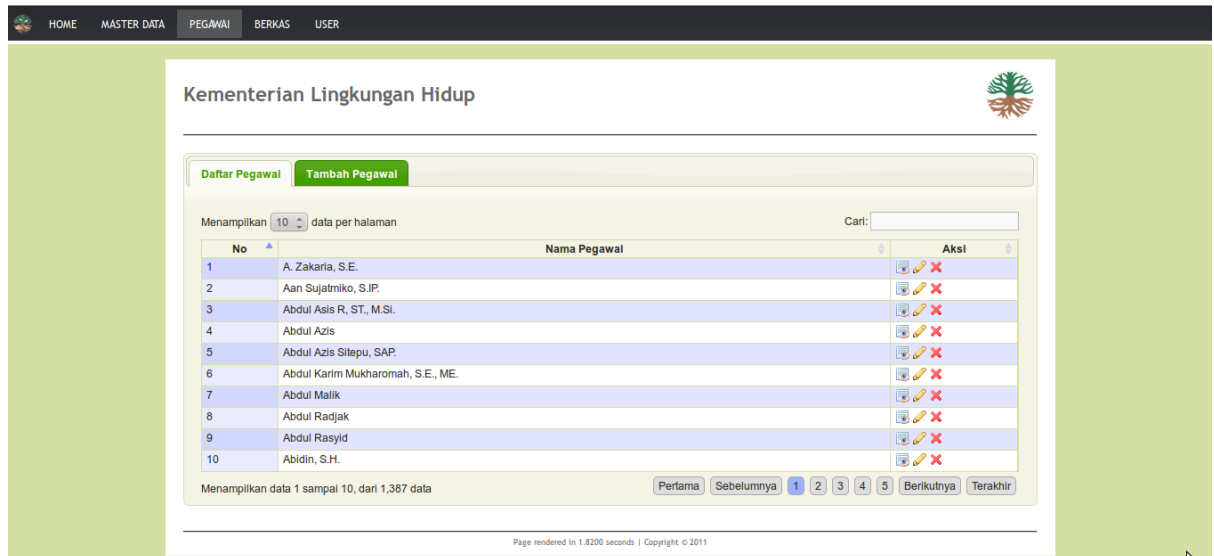 HOME MASTER DATA PEGAWAI BERKAS USER
Kementerian Lingkungan Hidup
Daftar Pegawai Tambah Pegawai
Menampilkan 10 data per halaman Cari:
No Nama Pegawai Aksi
1 A. Zakaria, S.E.
2 Aan Sujatmiko, S.IP.
3 Abdul Asis R, ST., M.Si.
4 Abdul Azis
5 Abdul Azis Sitepu, SAP.
6 Abdul Karim Mukharomah, S.E., ME.
7 Abdul Malik
8 Abdul Radjak
9 Abdul Rasyid
10 Abidin, S.H.
Menampilkan data 1 sampai 10, dari 1,387 data Pertama Sebelumnya 1 2 3 4 5 Berikutnya Terakhir
Page rendered in 1.8200 seconds | Copyright © 2011